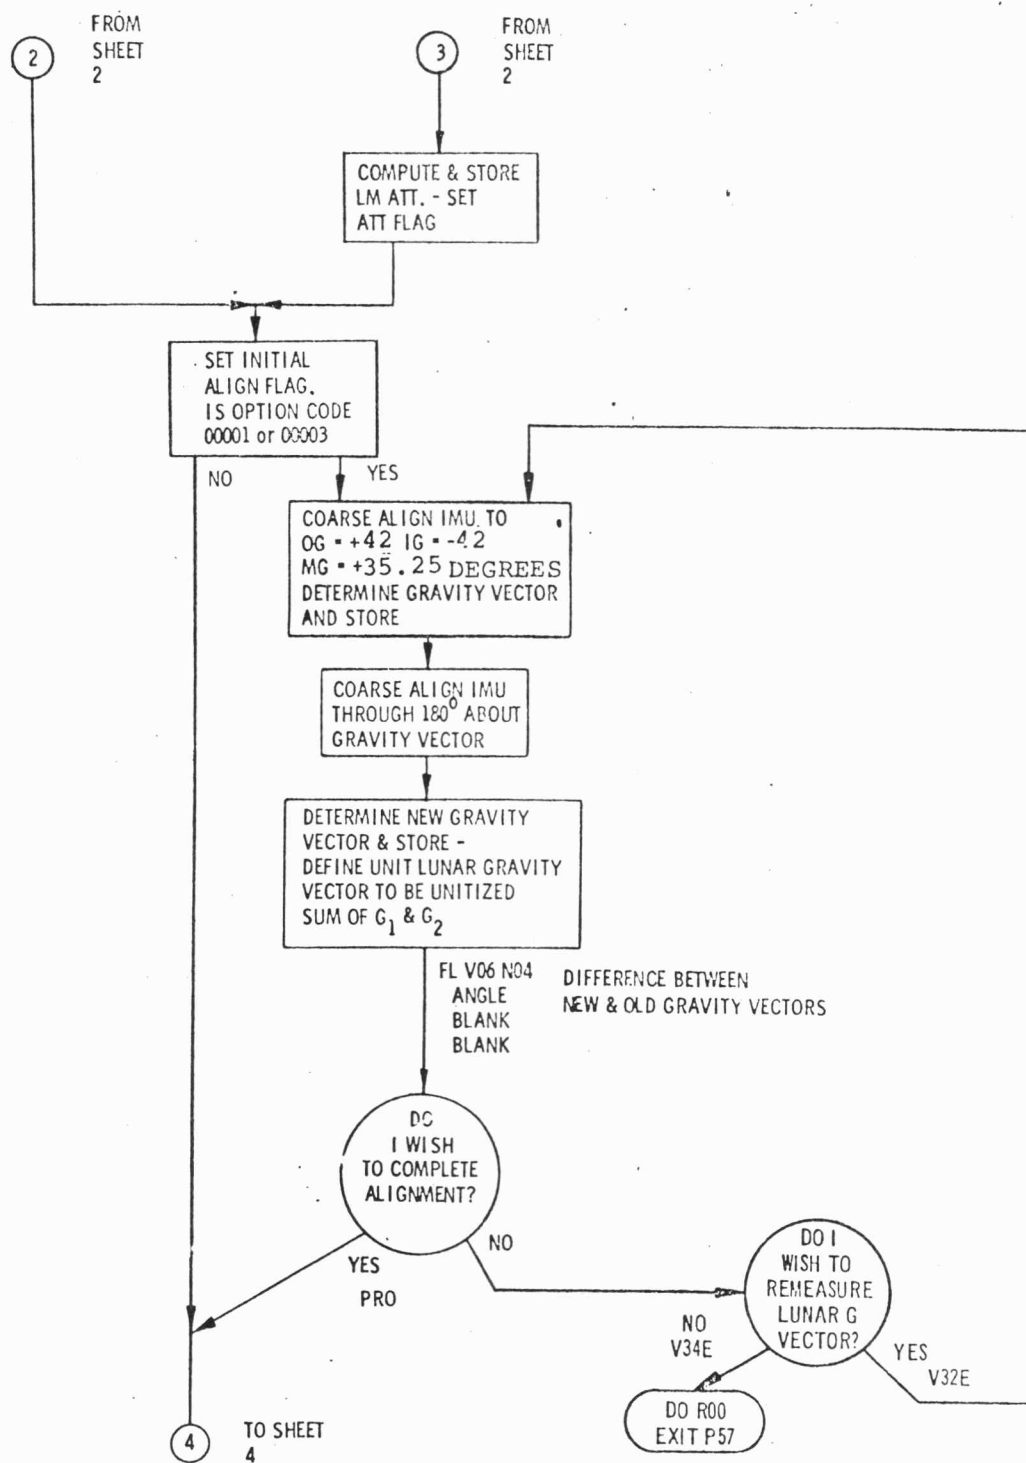 FROM
SHEET
2
2
FROM
SHEET
2
3
COMPUTE & STORE
LM ATT. - SET
ATT FLAG
SET INITIAL
ALIGN FLAG.
IS OPTION CODE
00001 or 00003
NO
YES
COARSE ALIGN IMU TO
OG = +42 IG = -42
MG = +35.25 DEGREES
DETERMINE GRAVITY VECTOR
AND STORE
COARSE ALIGN IMU
THROUGH 180° ABOUT
GRAVITY VECTOR
DETERMINE NEW GRAVITY
VECTOR & STORE -
DEFINE UNIT LUNAR GRAVITY
VECTOR TO BE UNITIZED
SUM OF G1 & G2
FL V06 N04
ANGLE
BLANK
BLANK
DIFFERENCE BETWEEN
NEW & OLD GRAVITY VECTORS
DO
I WISH
TO COMPLETE
ALIGNMENT?
YES
PRO
NO
DO I
WISH TO
REMEASURE
LUNAR G
VECTOR?
NO
V34E
YES
V32E
DO R00
EXIT P57
4
TO SHEET
4